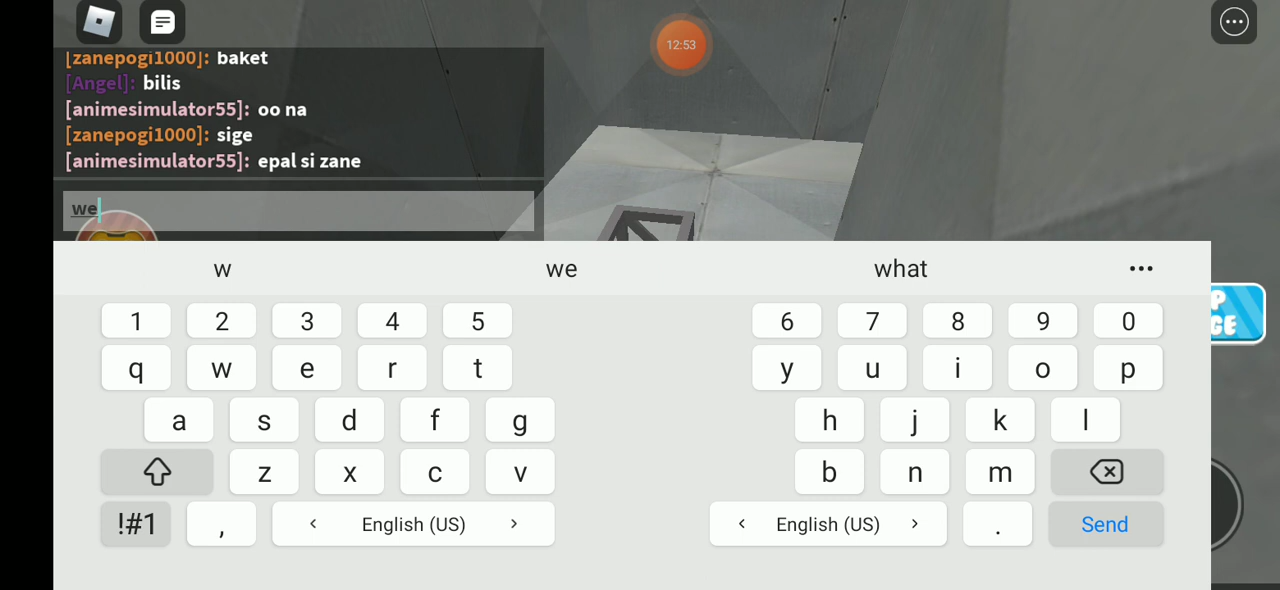 12:53
[zanepogi1000]: baket
[Angel]: bilis
[animesimulator55]: oo na
[zanepogi1000]: sige
[animesimulator55]: epal si zane
we
w we what
1 2 3 4 5 6 7 8 9 0
q w e r t y u i o p
a s d f g h j k l
z x c v b n m
!#1 , < English (US) > < English (US) > . Send